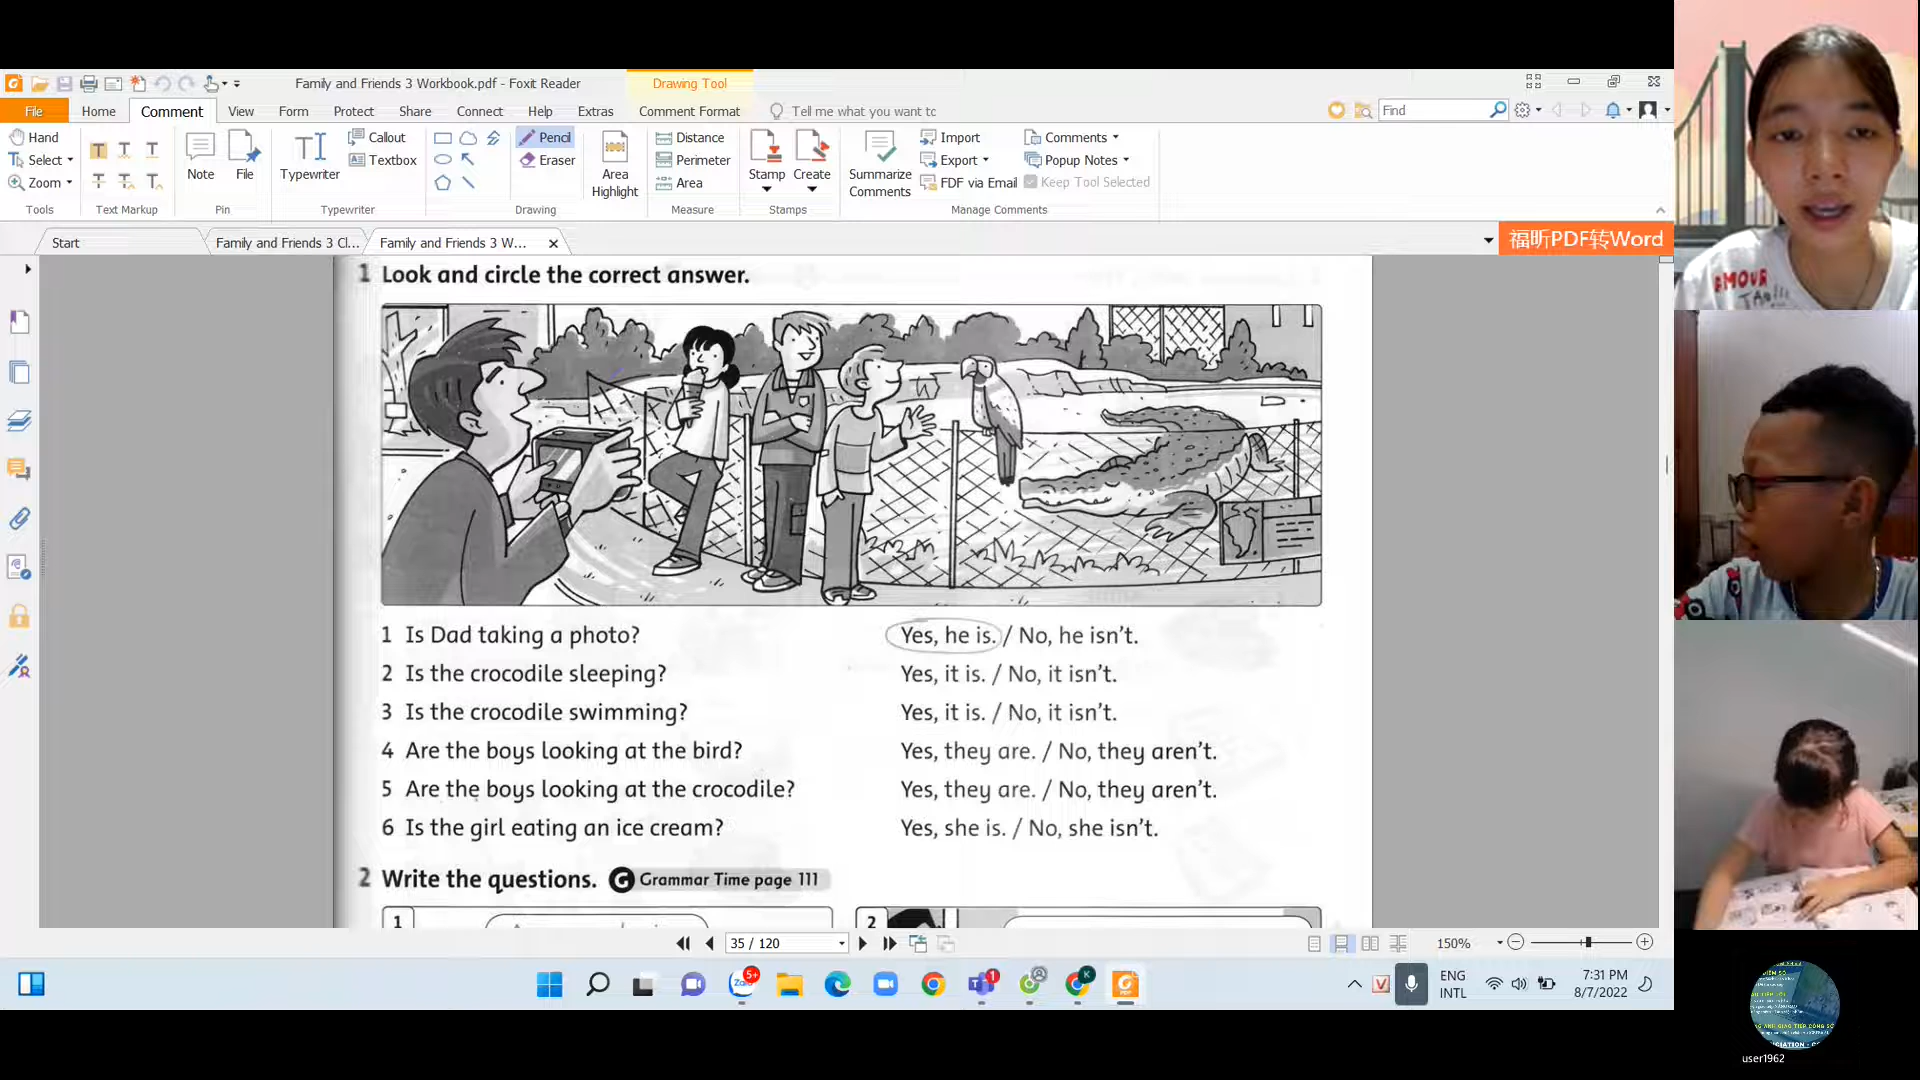 Family and Friends 3 Workbook.pdf - Foxit Reader
Drawing Tool
File Home Comment View Form Protect Share Connect Help Extras Comment Format Tell me what you want tc
Find
Hand
Select
Zoom
Tools
Text Markup
Note
File
Pin
Typewriter
Callout
Textbox
Typewriter
Pencil
Eraser
Drawing
Area
Highlight
Distance
Perimeter
Area
Measure
Stamp
Create
Stamps
Summarize
Comments
Import
Export
FDF via Email
Comments
Popup Notes
Keep Tool Selected
Manage Comments
Start
Family and Friends 3 Cl...
Family and Friends 3 W...
福昕PDF转Word
1 Look and circle the correct answer.
1 Is Dad taking a photo? Yes, he is. / No, he isn't.
2 Is the crocodile sleeping? Yes, it is. / No, it isn't.
3 Is the crocodile swimming? Yes, it is. / No, it isn't.
4 Are the boys looking at the bird? Yes, they are. / No, they aren't.
5 Are the boys looking at the crocodile? Yes, they are. / No, they aren't.
6 Is the girl eating an ice cream? Yes, she is. / No, she isn't.
2 Write the questions. G Grammar Time page 111
1
2
35 / 120
150%
5+
1
K
ENG
INTL
7:31 PM
8/7/2022
AMOUR
user1962